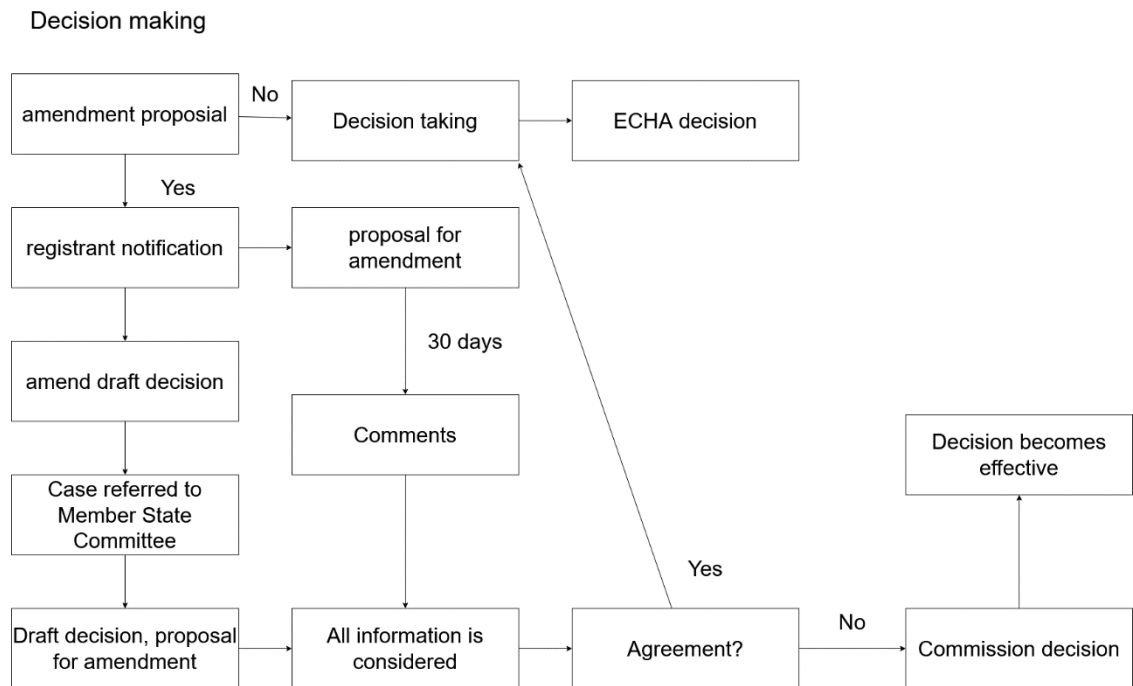 Decision making
amendment proposial
No
Decision taking
ECHA decision
Yes
registrant notification
proposal for
amendment
30 days
amend draft decision
Comments
Decision becomes
effective
Case referred to
Member State
Committee
Yes
Draft decision, proposal
for amendment
All information is
considered
Agreement?
No
Commission decision